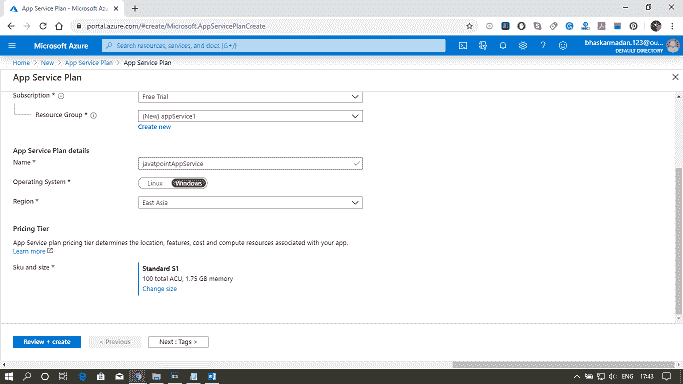 App Service Plan - Microsoft Az
portal.azure.com/#create/Microsoft.AppServicePlanCreate
Microsoft Azure
Search resources, services, and docs (G+/)
bhaskarmadan.123@ou...
DEFAULT DIRECTORY
Home > New > App Service Plan > App Service Plan
App Service Plan
Subscription *
Free Trial
Resource Group *
(New) appService1
Create new
App Service Plan details
Name *
javatpointAppService
Operating System *
Linux Windows
Region *
East Asia
Pricing Tier
App Service plan pricing tier determines the location, features, cost and compute resources associated with your app.
Learn more
Sku and size *
Standard S1
100 total ACU, 1.75 GB memory
Change size
Review + create
< Previous
Next : Tags >
ENG 17:43